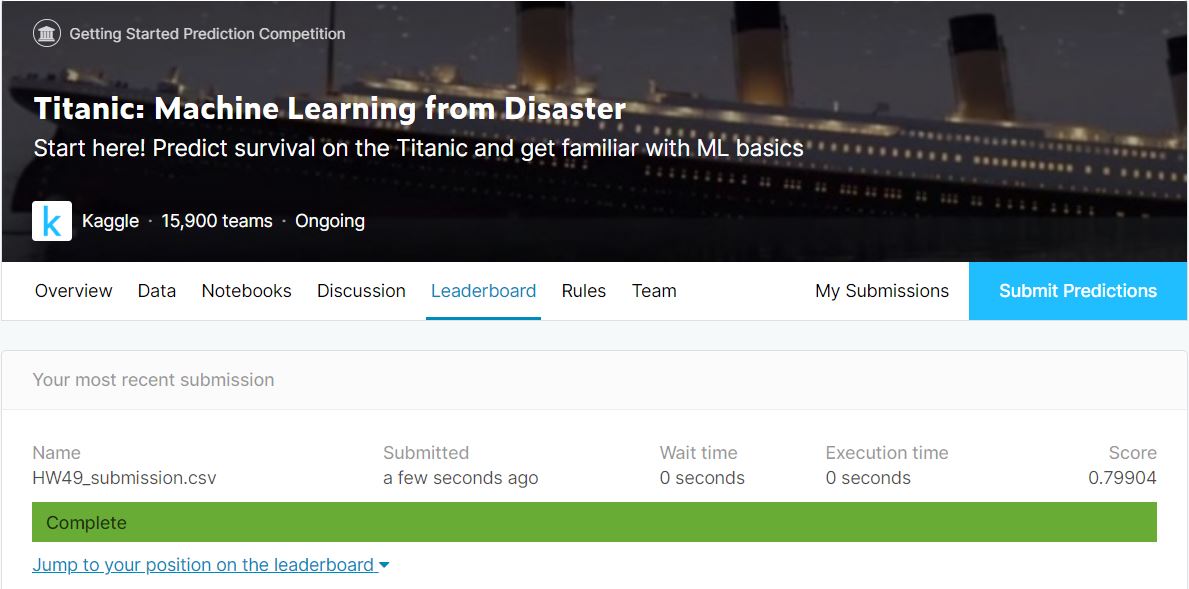 Getting Started Prediction Competition
Titanic: Machine Learning from Disaster
Start here! Predict survival on the Titanic and get familiar with ML basics
k Kaggle · 15,900 teams · Ongoing
Overview Data Notebooks Discussion Leaderboard Rules Team My Submissions Submit Predictions
Your most recent submission
Name Submitted Wait time Execution time Score
HW49_submission.csv a few seconds ago 0 seconds 0 seconds 0.79904
Complete
Jump to your position on the leaderboard